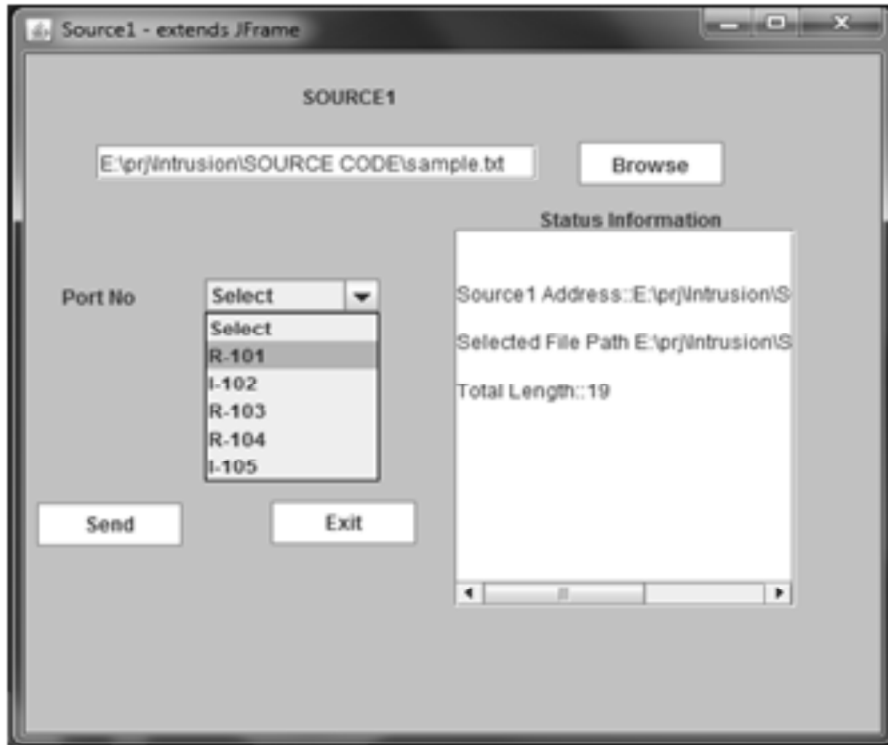 Source1 - extends JFrame
SOURCE1
E:\prj\Intrusion\SOURCE CODE\sample.txt
Browse
Status Information
Source1 Address::E:\prj\Intrusion\S
Selected File Path E:\prj\Intrusion\S
Total Length::19
Port No
Select
Select
R-101
I-102
R-103
R-104
I-105
Send
Exit